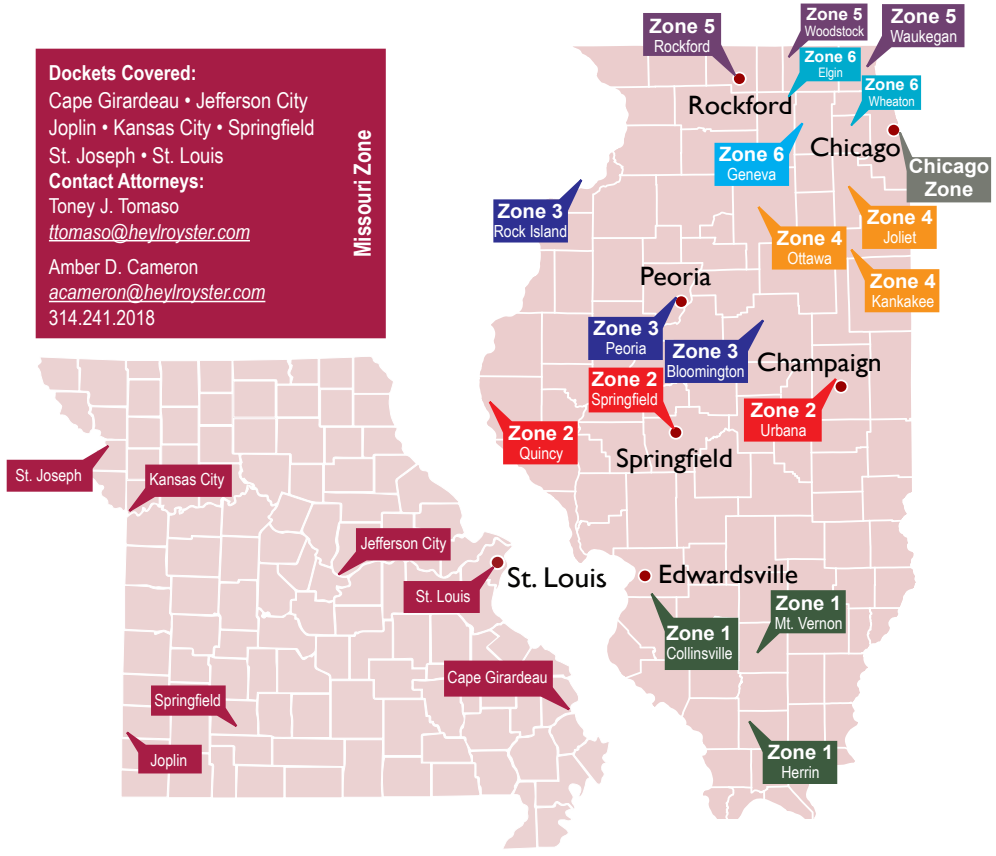 Dockets Covered:
Cape Girardeau • Jefferson City
Joplin • Kansas City • Springfield
St. Joseph • St. Louis
Contact Attorneys:
Toney J. Tomaso
ttomaso@heylroyster.com
Amber D. Cameron
acameron@heylroyster.com
314.241.2018
Missouri Zone
Zone 5
Rockford
Zone 5
Woodstock
Zone 5
Waukegan
Zone 6
Elgin
Zone 6
Wheaton
Rockford
Zone 6
Geneva
Chicago
Chicago
Zone
Zone 3
Rock Island
Zone 4
Ottawa
Zone 4
Joliet
Zone 4
Kankakee
Peoria
Zone 3
Peoria
Zone 3
Bloomington
Champaign
Zone 2
Springfield
Zone 2
Urbana
Zone 2
Quincy
Springfield
St. Joseph
Kansas City
Jefferson City
St. Louis
St. Louis
Edwardsville
Zone 1
Collinsville
Zone 1
Mt. Vernon
Cape Girardeau
Springfield
Joplin
Zone 1
Herrin